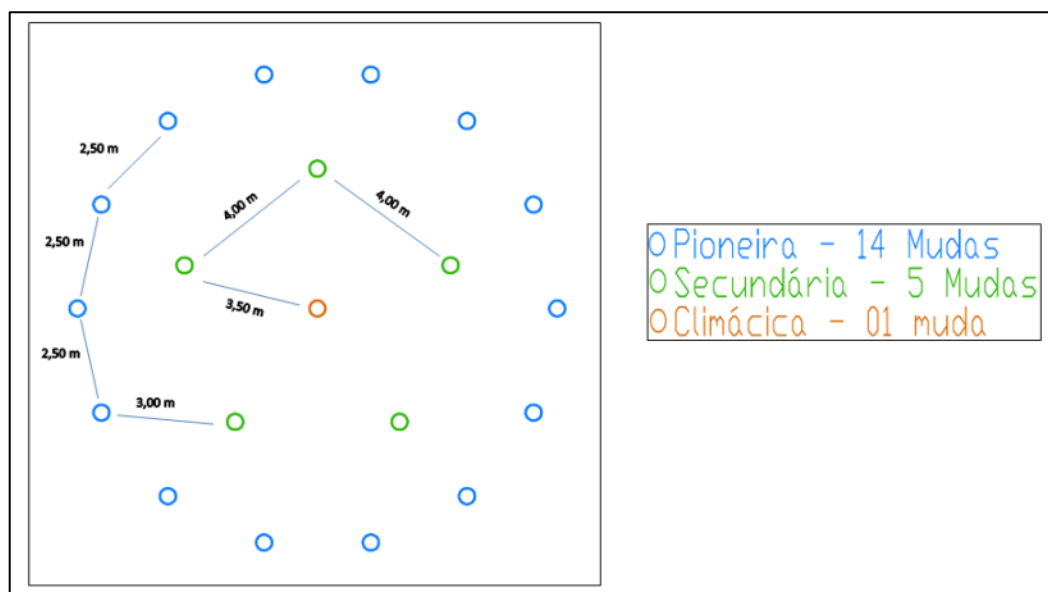 2,50 m
4,00 m
4,00 m
2,50 m
3,50 m
2,50 m
3,00 m
Pioneira - 14 Mudas
Secundária - 5 Mudas
Climácica - 01 muda